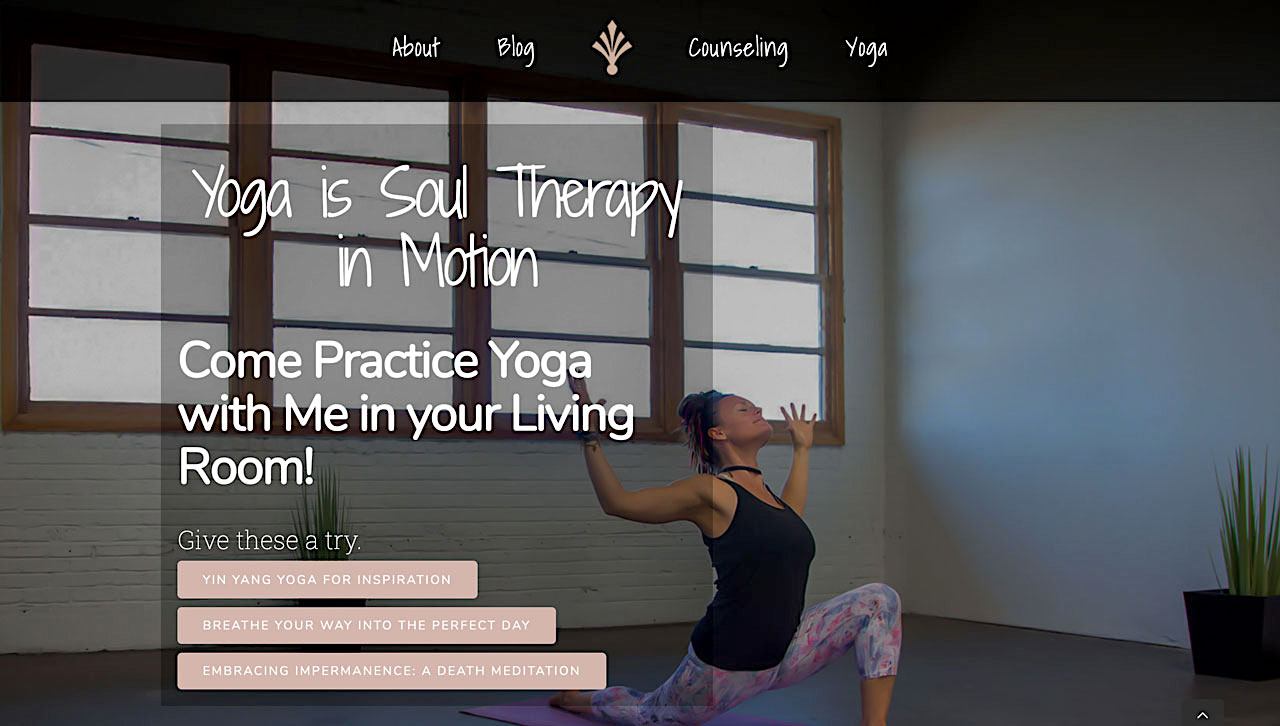 About Blog Counseling Yoga
Yoga is Soul Therapy
in Motion
Come Practice Yoga
with Me in your Living
Room!
Give these a try.
YIN YANG YOGA FOR INSPIRATION
BREATHE YOUR WAY INTO THE PERFECT DAY
EMBRACING IMPERMANENCE: A DEATH MEDITATION